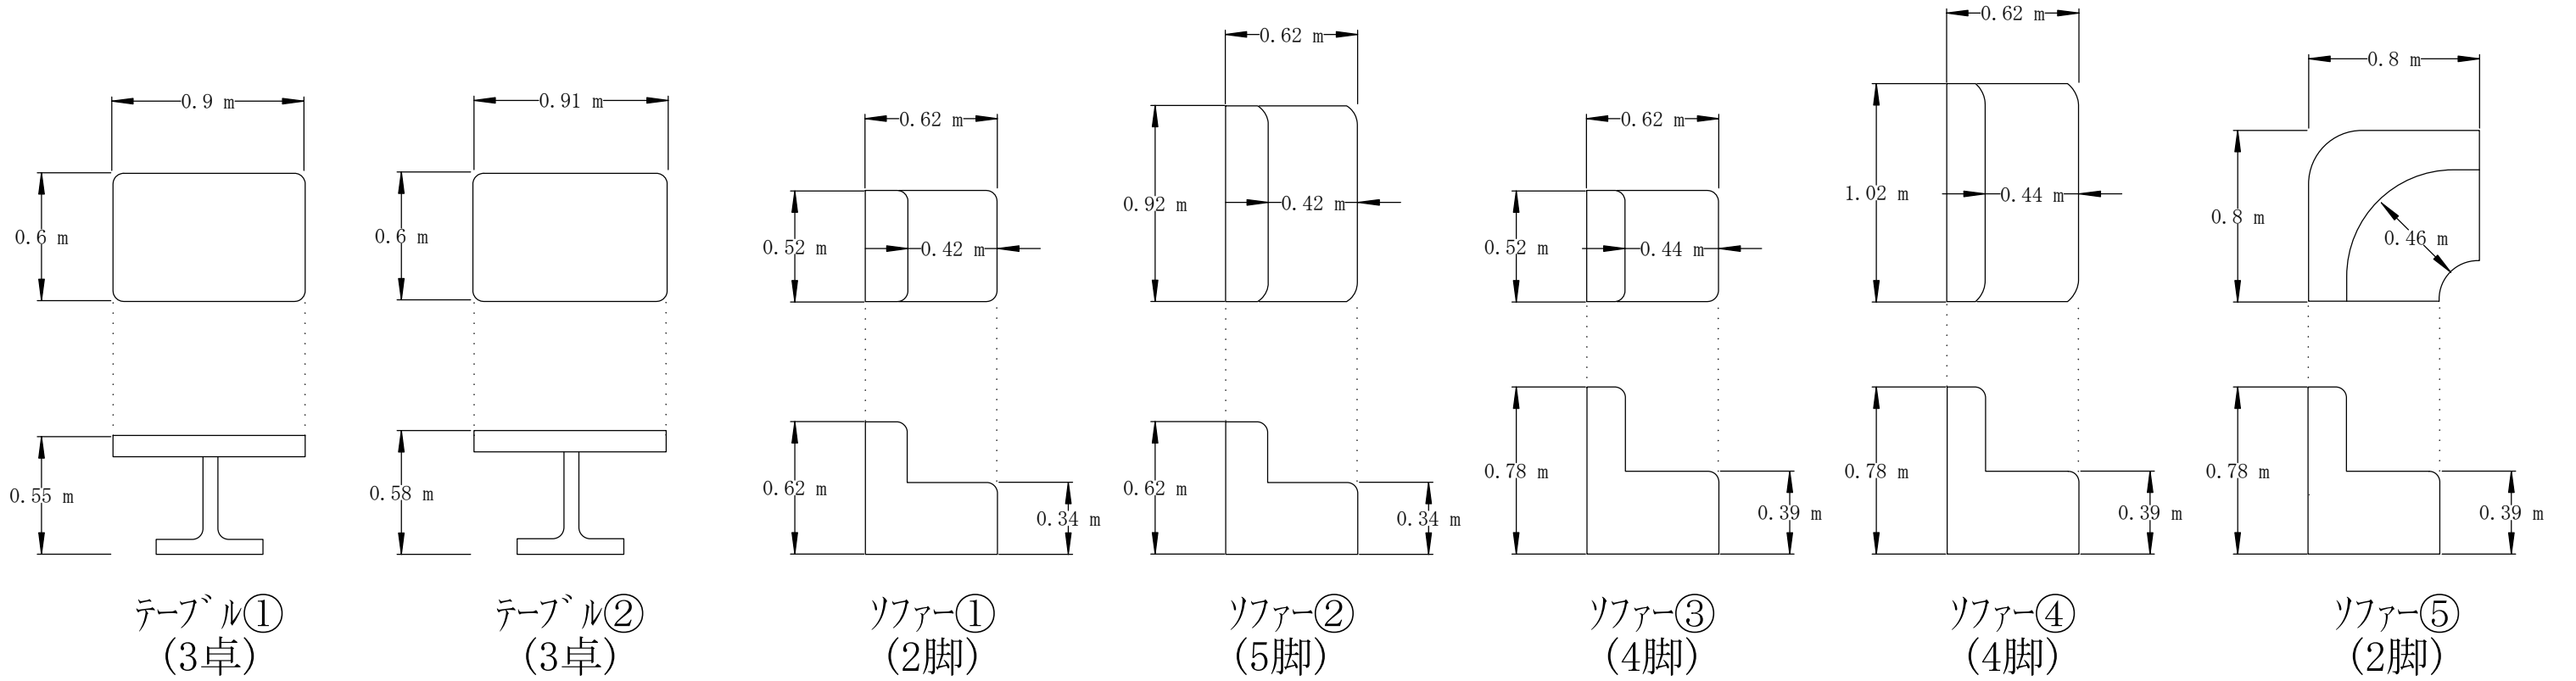 0.9 m
0.6 m
0.55 m
ﾃｰﾌﾞﾙ①
(3卓)
0.91 m
0.6 m
0.58 m
ﾃｰﾌﾞﾙ②
(3卓)
0.62 m
0.52 m
0.42 m
0.62 m
0.34 m
ｿﾌｧｰ①
(2脚)
0.62 m
0.92 m
0.42 m
0.62 m
0.34 m
ｿﾌｧｰ②
(5脚)
0.62 m
0.52 m
0.44 m
0.78 m
0.39 m
ｿﾌｧｰ③
(4脚)
0.62 m
1.02 m
0.44 m
0.78 m
0.39 m
ｿﾌｧｰ④
(4脚)
0.8 m
0.8 m
0.46 m
0.78 m
0.39 m
ｿﾌｧｰ⑤
(2脚)